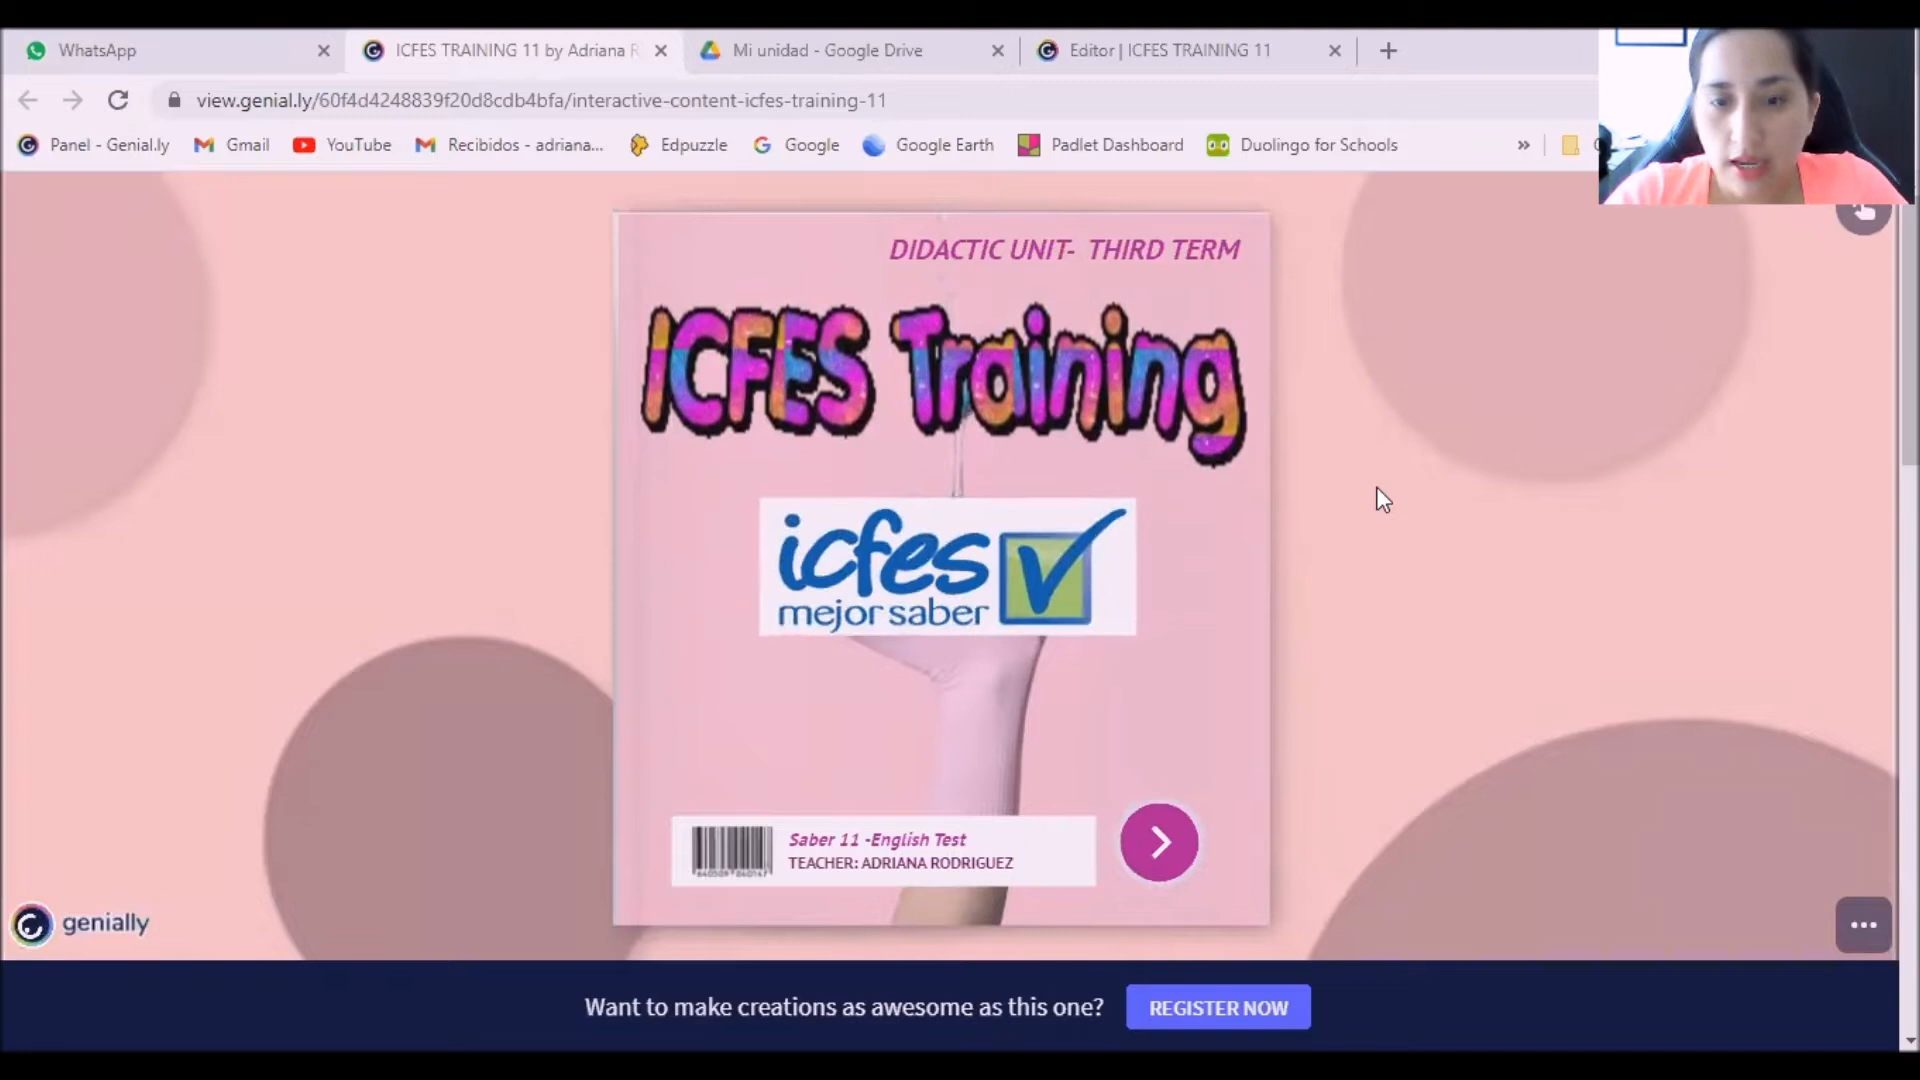 WhatsApp
ICFES TRAINING 11 by Adriana R
Mi unidad - Google Drive
Editor | ICFES TRAINING 11
view.genial.ly/60f4d4248839f20d8cdb4bfa/interactive-content-icfes-training-11
Panel - Genial.ly
Gmail
YouTube
Recibidos - adriana...
Edpuzzle
Google
Google Earth
Padlet Dashboard
Duolingo for Schools
DIDACTIC UNIT- THIRD TERM
ICFES Training
icfes
mejor saber
Saber 11 -English Test
TEACHER: ADRIANA RODRIGUEZ
genially
Want to make creations as awesome as this one?
REGISTER NOW